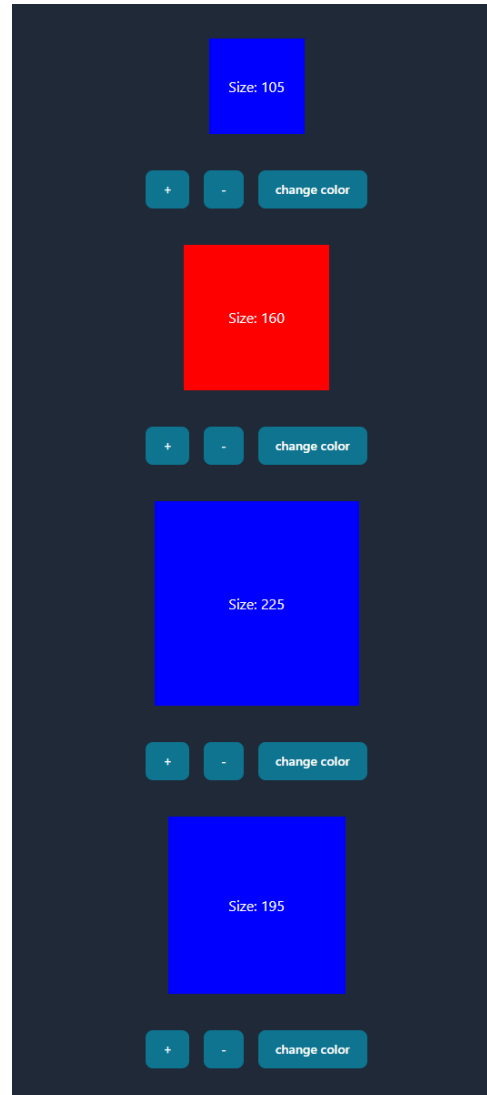 Size: 105
+ - change color
Size: 160
+ - change color
Size: 225
+ - change color
Size: 195
+ - change color